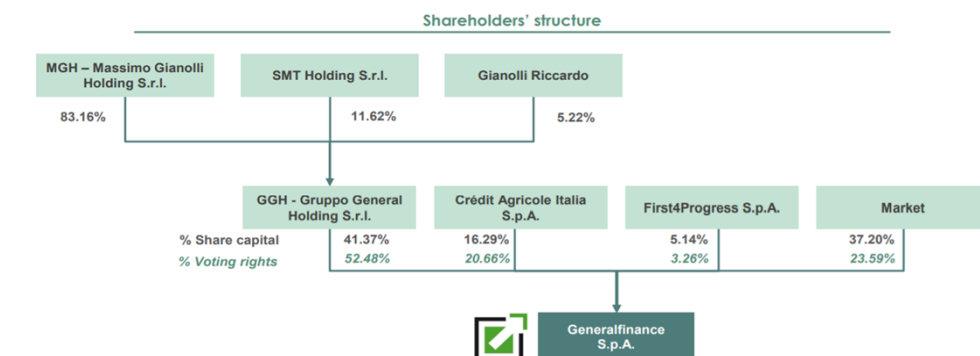 Shareholders' structure
MGH – Massimo Gianolli
Holding S.r.l.
SMT Holding S.r.l.
Gianolli Riccardo
83.16%
11.62%
5.22%
GGH - Gruppo General
Holding S.r.l.
Crédit Agricole Italia
S.p.A.
First4Progress S.p.A.
Market
% Share capital
41.37%
16.29%
5.14%
37.20%
% Voting rights
52.48%
20.66%
3.26%
23.59%
Generalfinance
S.p.A.